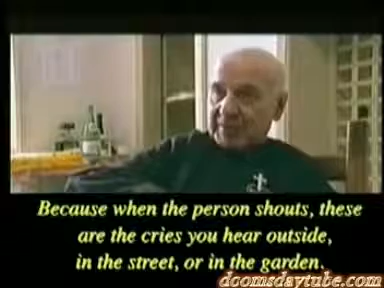 Because when the person shouts, these
are the cries you hear outside,
in the street, or in the garden.
doomsdaytube.com